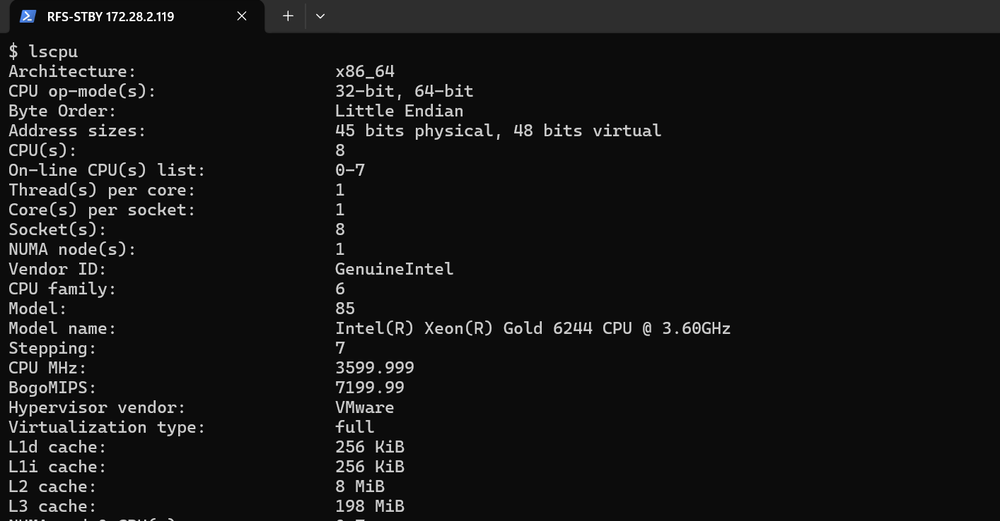 RFS-STBY 172.28.2.119
$ lscpu
Architecture: x86_64
CPU op-mode(s): 32-bit, 64-bit
Byte Order: Little Endian
Address sizes: 45 bits physical, 48 bits virtual
CPU(s): 8
On-line CPU(s) list: 0-7
Thread(s) per core: 1
Core(s) per socket: 1
Socket(s): 8
NUMA node(s): 1
Vendor ID: GenuineIntel
CPU family: 6
Model: 85
Model name: Intel(R) Xeon(R) Gold 6244 CPU @ 3.60GHz
Stepping: 7
CPU MHz: 3599.999
BogoMIPS: 7199.99
Hypervisor vendor: VMware
Virtualization type: full
L1d cache: 256 KiB
L1i cache: 256 KiB
L2 cache: 8 MiB
L3 cache: 198 MiB